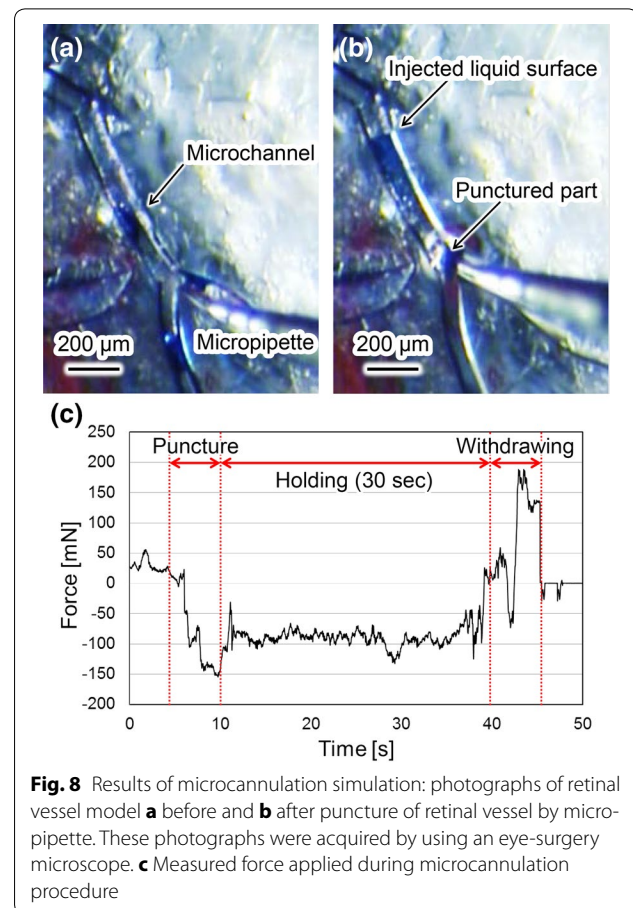 (a)
Microchannel
Micropipette
200 µm
(b)
Injected liquid surface
Punctured part
200 µm
(c)
Puncture
Withdrawing
Holding (30 sec)
Force [mN]
250
200
150
100
50
0
-50
-100
-150
-200
0 10 20 30 40 50
Time [s]
Fig. 8 Results of microcannulation simulation: photographs of retinal
vessel model a before and b after puncture of retinal vessel by micro-
pipette. These photographs were acquired by using an eye-surgery
microscope. c Measured force applied during microcannulation
procedure